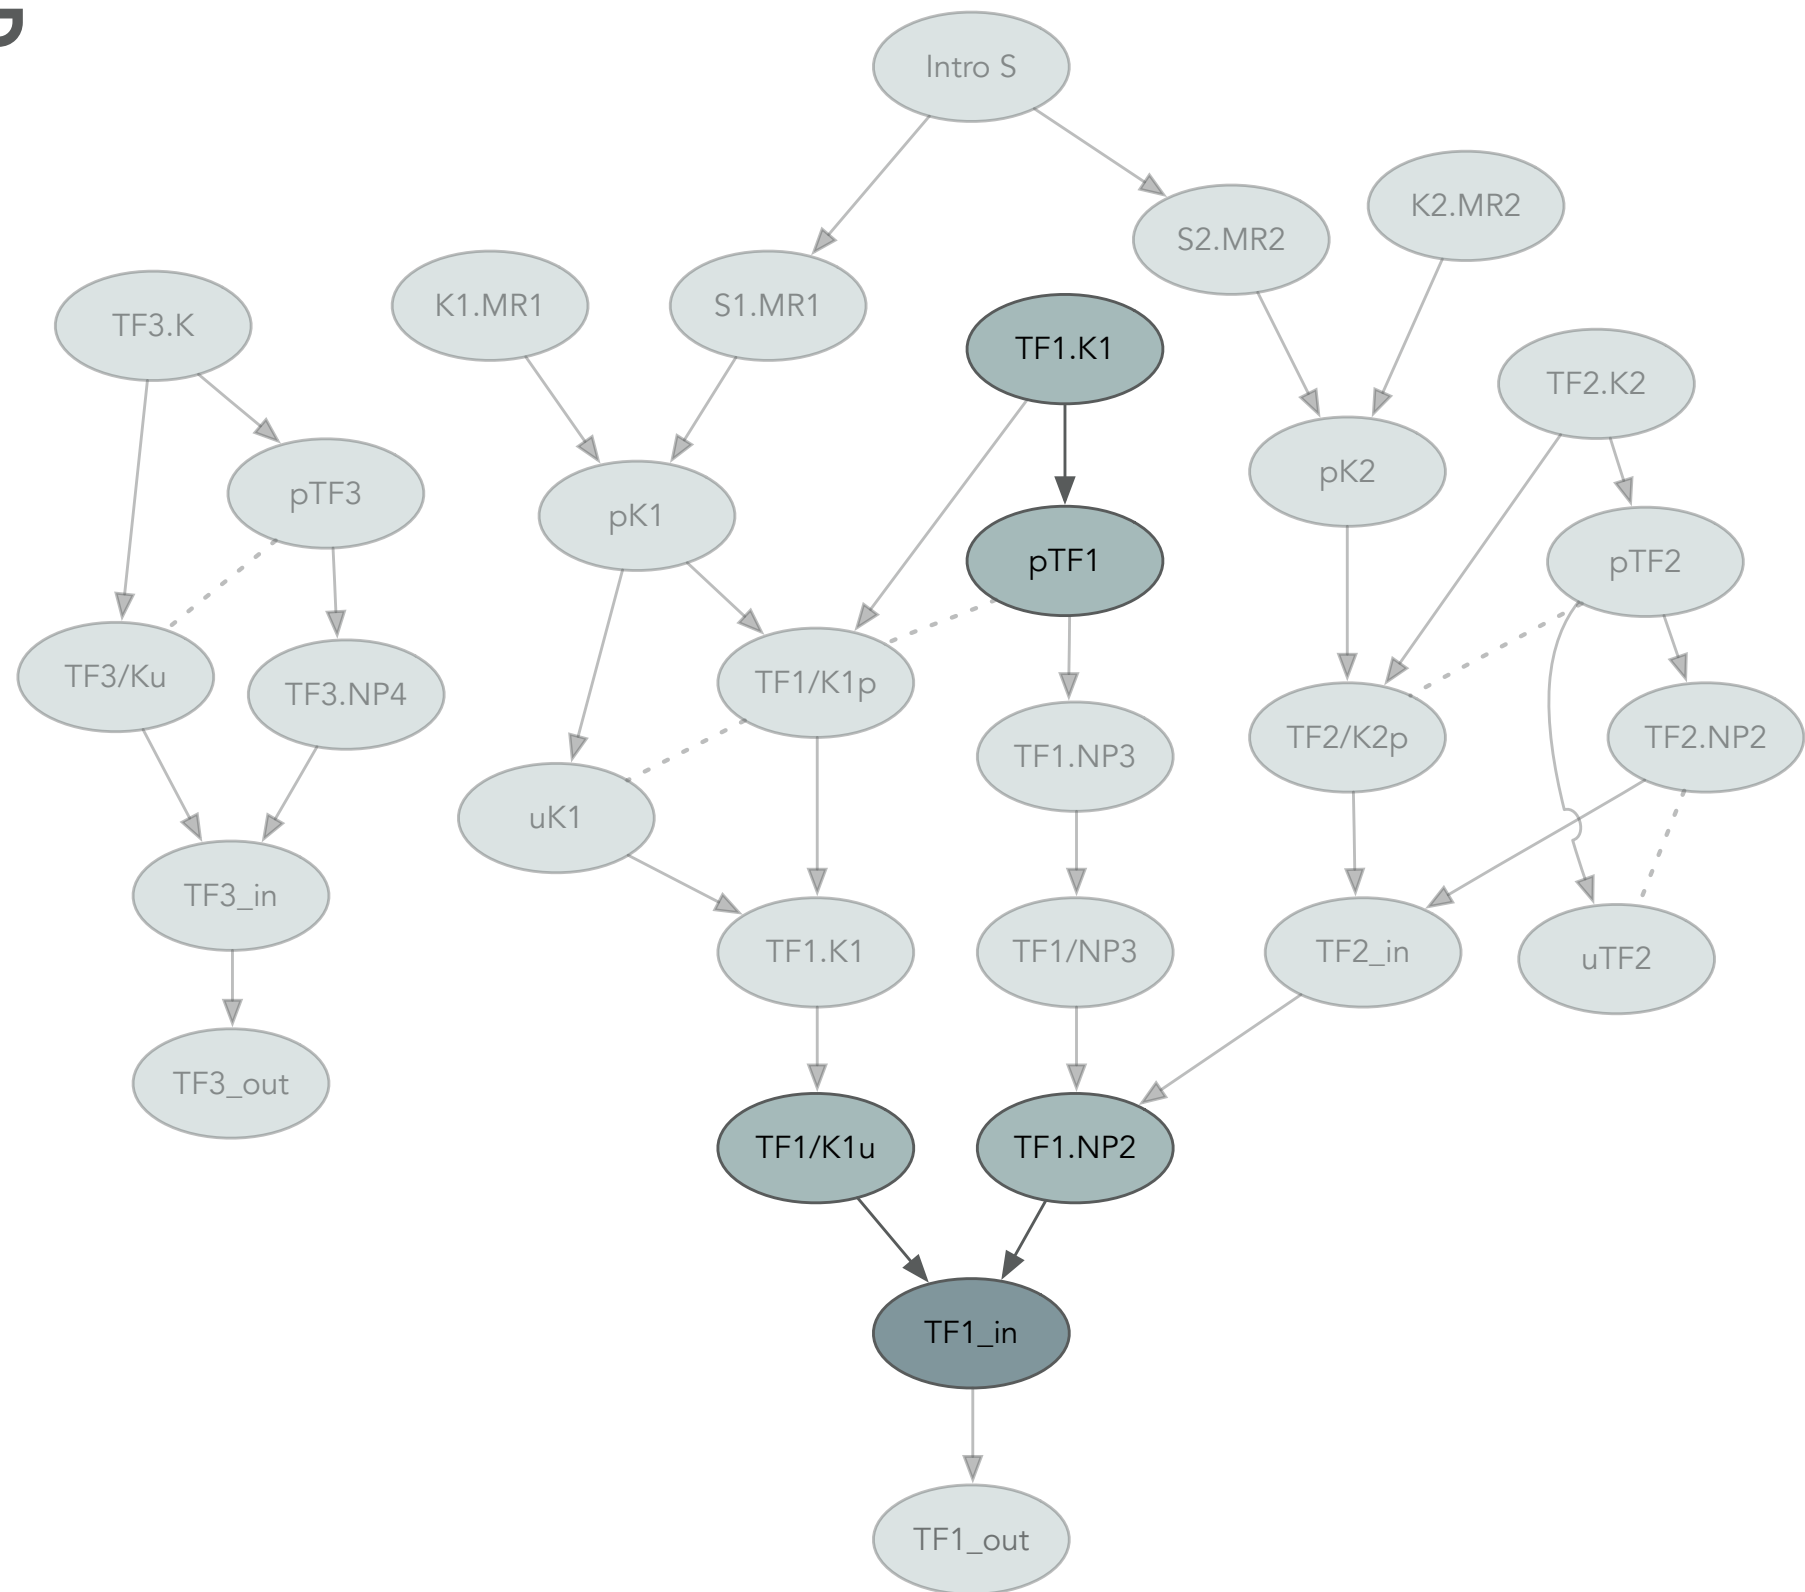 Intro S
K2.MR2
S2.MR2
K1.MR1
S1.MR1
TF3.K
TF1.K1
TF2.K2
pK2
pTF3
pK1
pTF1
pTF2
TF3/Ku
TF3.NP4
TF1/K1p
TF1.NP3
TF2/K2p
TF2.NP2
uK1
TF3_in
TF1.K1
TF1/NP3
TF2_in
uTF2
TF3_out
TF1/K1u
TF1.NP2
TF1_in
TF1_out